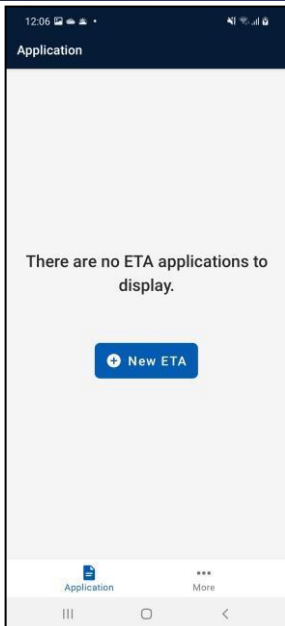 12:06
Application
There are no ETA applications to
display.
New ETA
Application
More